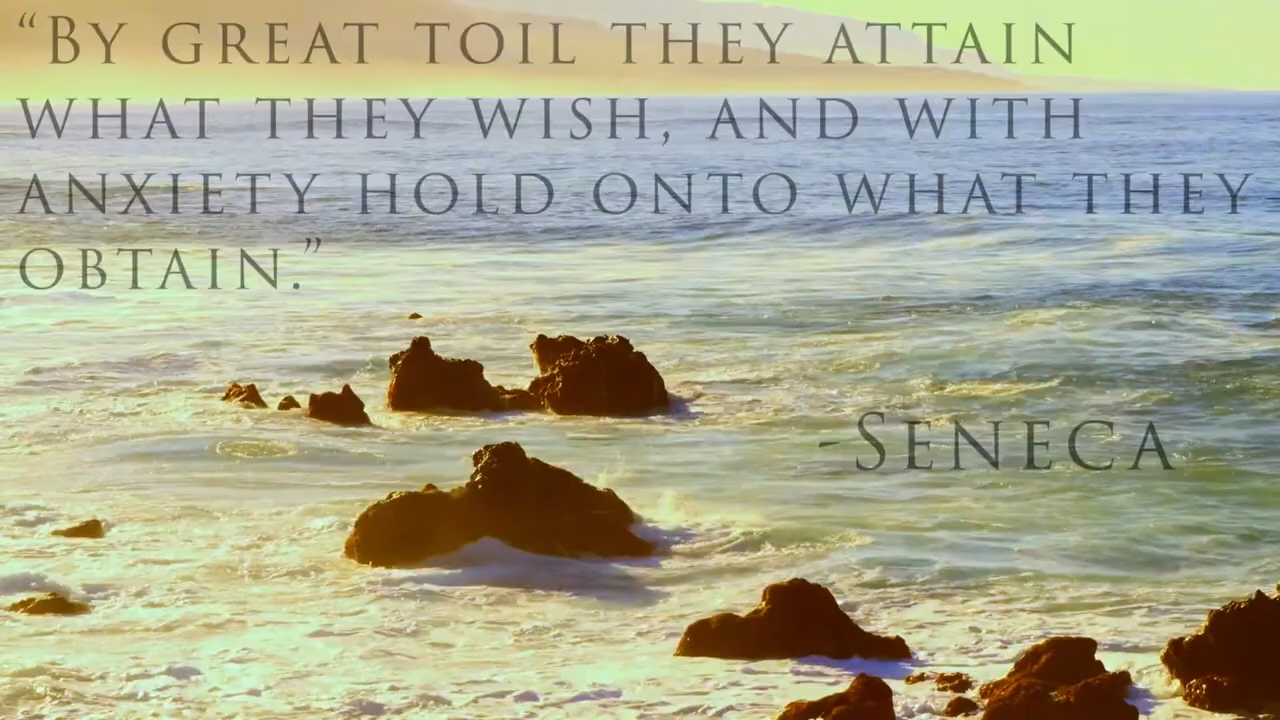 “By great toil they attain
what they wish, and with
anxiety hold onto what they
obtain.”
-Seneca